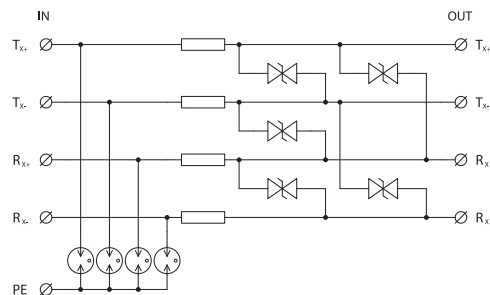 IN OUT
Tx+ Tx+
Tx- Tx-
Rx+ Rx
Rx- Rx
PE